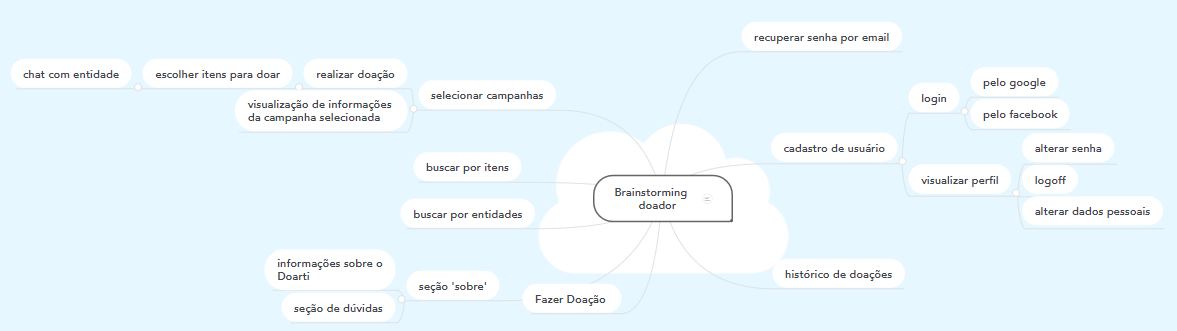 recuperar senha por email
chat com entidade
escolher itens para doar
realizar doação
selecionar campanhas
visualização de informações
da campanha selecionada
login
pelo google
pelo facebook
cadastro de usuário
visualizar perfil
alterar senha
logoff
alterar dados pessoais
buscar por itens
Brainstorming
doador
buscar por entidades
informações sobre o
Doarti
seção 'sobre'
seção de dúvidas
Fazer Doação
histórico de doações